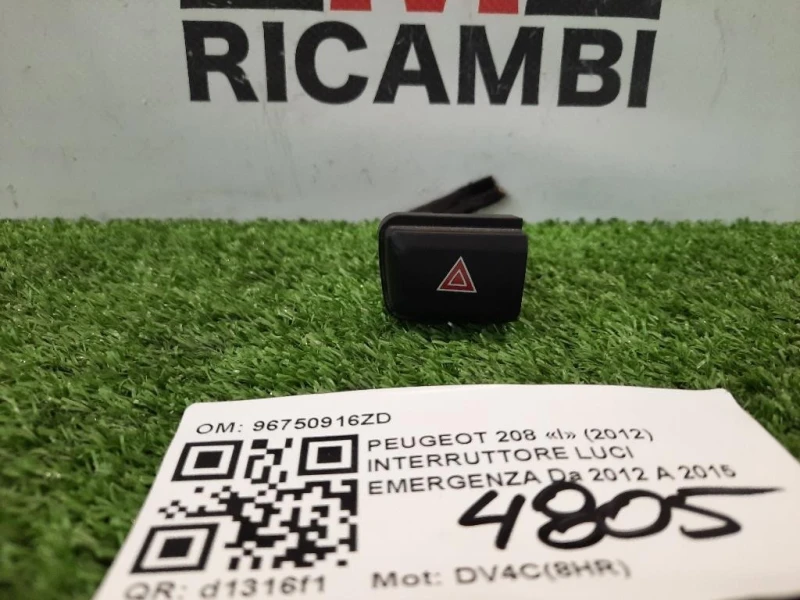 RICAMBI
OM: 96750916ZD
PEUGEOT 208 «I» (2012)
INTERRUTTORE LUCI
EMERGENZA Da 2012 A 2015
4805
QR: d1316f1
Mot: DV4C(8HR)